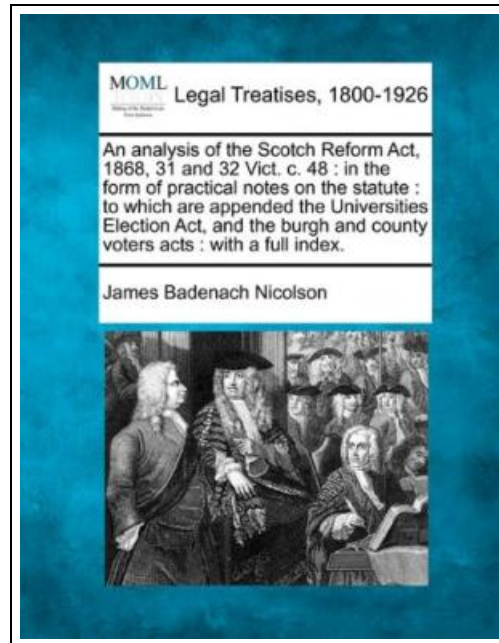 MOML
Legal Treatises, 1800-1926
An analysis of the Scotch Reform Act,
1868, 31 and 32 Vict. c. 48 : in the
form of practical notes on the statute :
to which are appended the Universities
Election Act, and the burgh and county
voters acts : with a full index.
James Badenach Nicolson